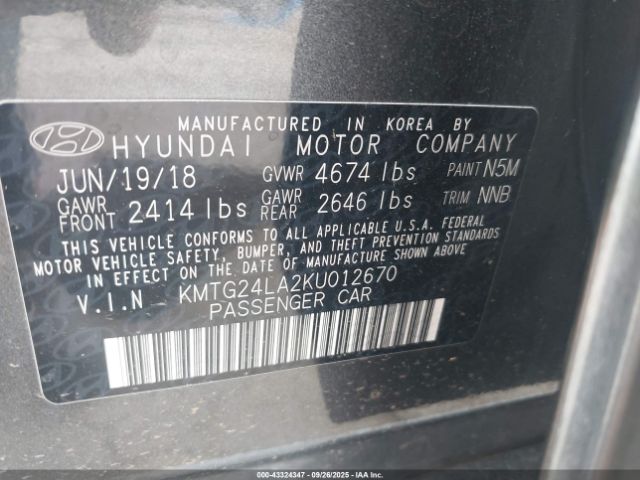 MANUFACTURED IN KOREA BY
HYUNDAI MOTOR COMPANY
JUN/19/18 GVWR 4674 lbs PAINT N5M
GAWR FRONT 2414 lbs GAWR REAR 2646 lbs TRIM NNB
THIS VEHICLE CONFORMS TO ALL APPLICABLE U.S.A. FEDERAL
MOTOR VEHICLE SAFETY, BUMPER, AND THEFT PREVENTION STANDARDS
IN EFFECT ON THE DATE OF MANUFACTURE SHOWN ABOVE.
V.I.N KMTG24LA2KU012670
PASSENGER CAR
000-43324347 09/26/2025 - COPART